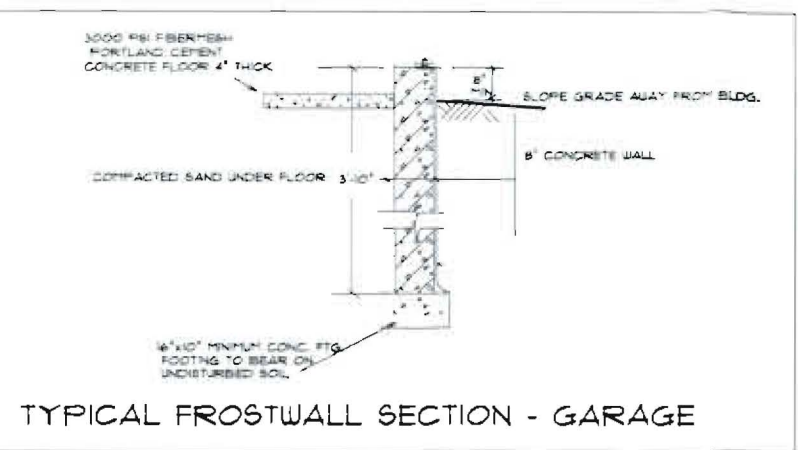 3000 PSI FIBERMESH
PORTLAND CEMENT
CONCRETE FLOOR 4" THICK
8"
MIN.
SLOPE GRADE AWAY FROM BLDG.
8" CONCRETE WALL
COMPACTED SAND UNDER FLOOR
3'-10"
16"x10" MINIMUM CONC. FTG.
FOOTING TO BEAR ON
UNDISTURBED SOIL
TYPICAL FROSTWALL SECTION - GARAGE